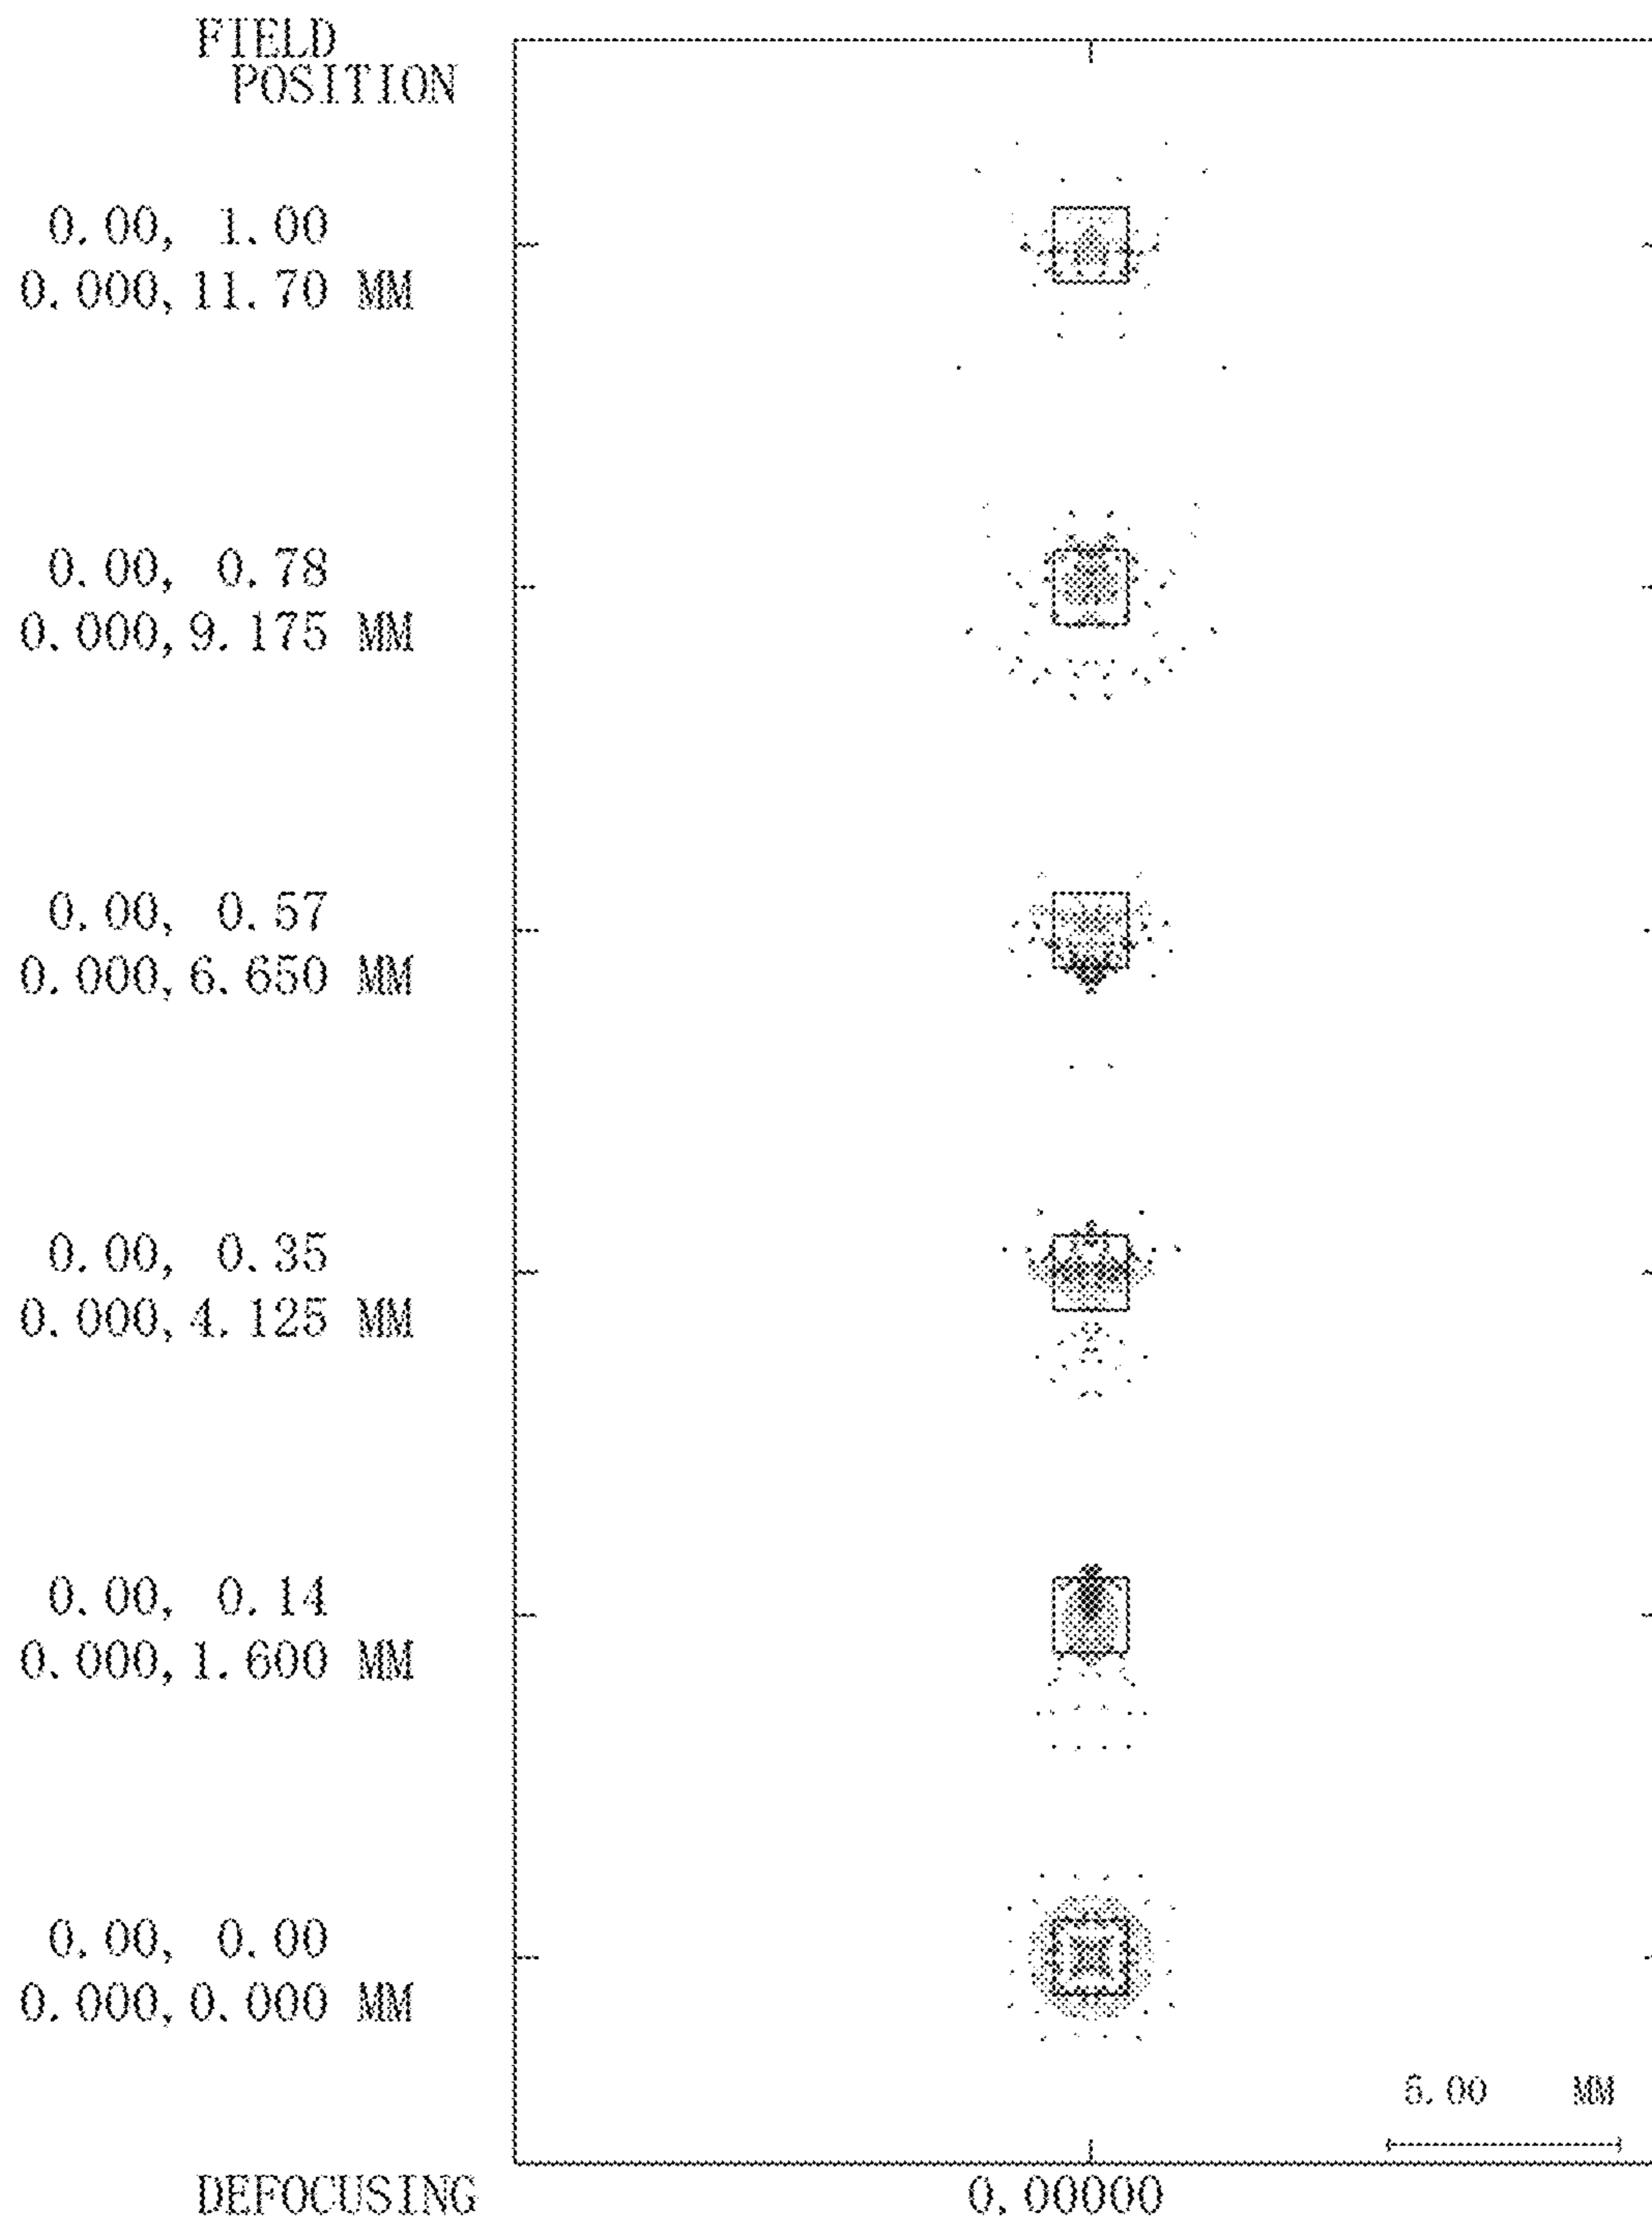 FIELD
POSITION
0.00, 1.00
0.000,11.70 MM
0.00, 0.78
0.000,9.175 MM
0.00, 0.57
0.000,6.650 MM
0.00, 0.35
0.000,4.125 MM
0.00, 0.14
0.000,1.600 MM
0.00, 0.00
0.000,0.000 MM
5.00 MM
DEFOCUSING 0.00000